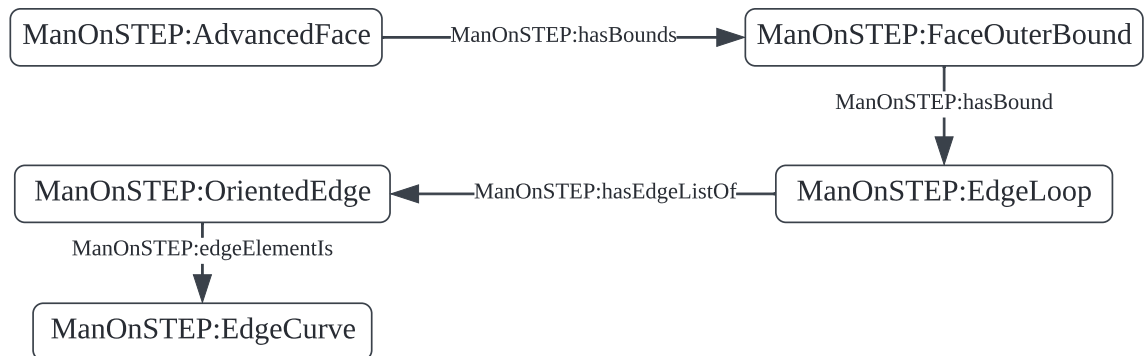 ManOnSTEP:AdvancedFace
ManOnSTEP:hasBounds
ManOnSTEP:FaceOuterBound
ManOnSTEP:hasBound
ManOnSTEP:OrientedEdge
ManOnSTEP:hasEdgeListOf
ManOnSTEP:EdgeLoop
ManOnSTEP:edgeElementIs
ManOnSTEP:EdgeCurve